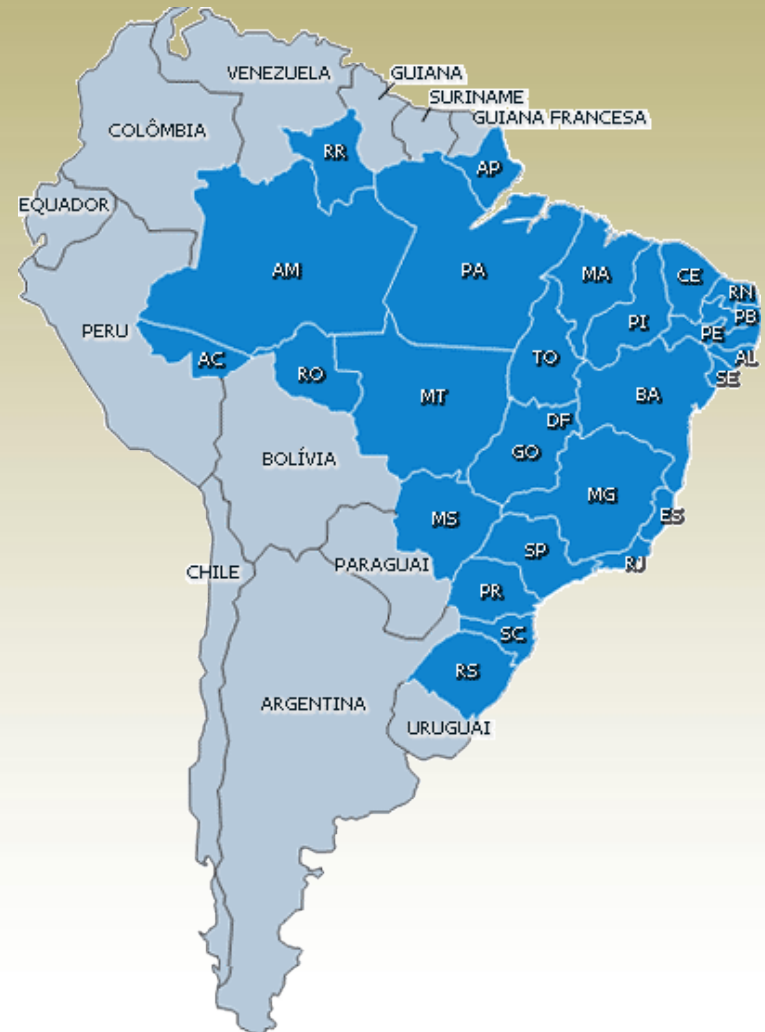 VENEZUELA
GUIANA
SURINAME
GUIANA FRANCESA
COLÔMBIA
RR
AP
EQUADOR
AM
PA
MA
CE
RN
PB
PI
PE
PERU
AC
RO
TO
AL
SE
MT
BA
DF
GO
BOLÍVIA
MG
MS
ES
SP
RJ
PARAGUAI
CHILE
PR
SC
RS
ARGENTINA
URUGUAI